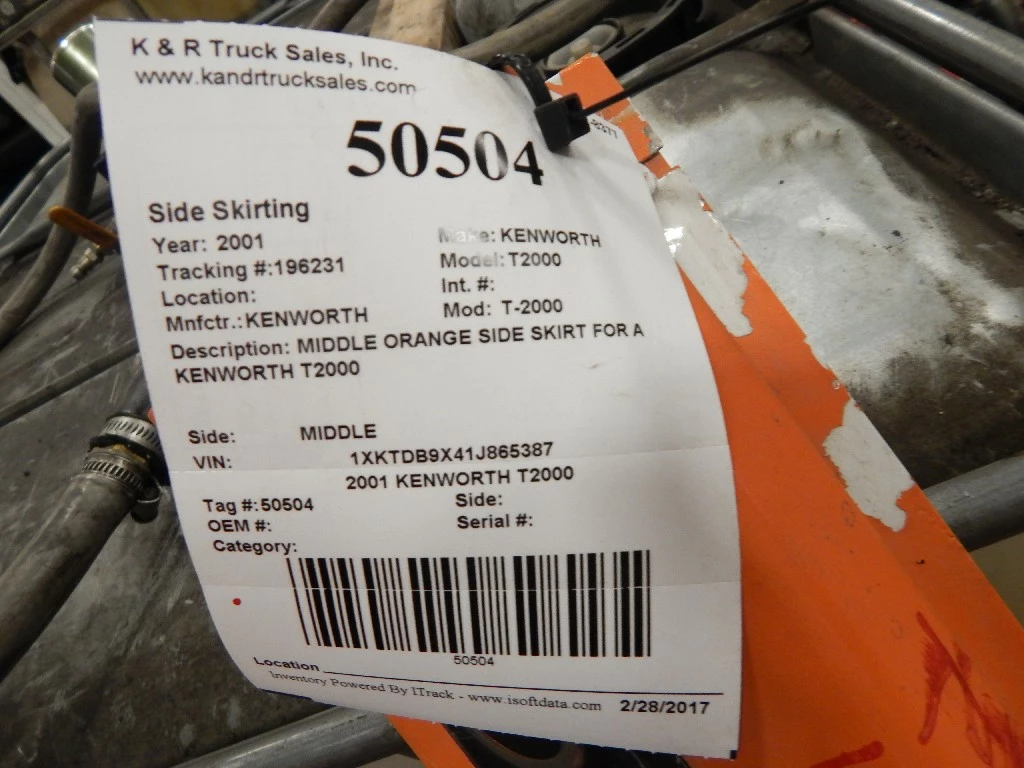 K & R Truck Sales, Inc.
www.kandrtrucksales.com
-8377
50504
Side Skirting
Year: 2001 Make: KENWORTH
Tracking #:196231 Model: T2000
Location: Int. #:
Mnfctr.: KENWORTH Mod: T-2000
Description: MIDDLE ORANGE SIDE SKIRT FOR A
KENWORTH T2000
Side: MIDDLE
VIN: 1XKTDB9X41J865387
2001 KENWORTH T2000
Tag #: 50504 Side:
OEM #: Serial #:
Category:
50504
Location
Inventory Powered By ITrack - www.isoftdata.com 2/28/2017